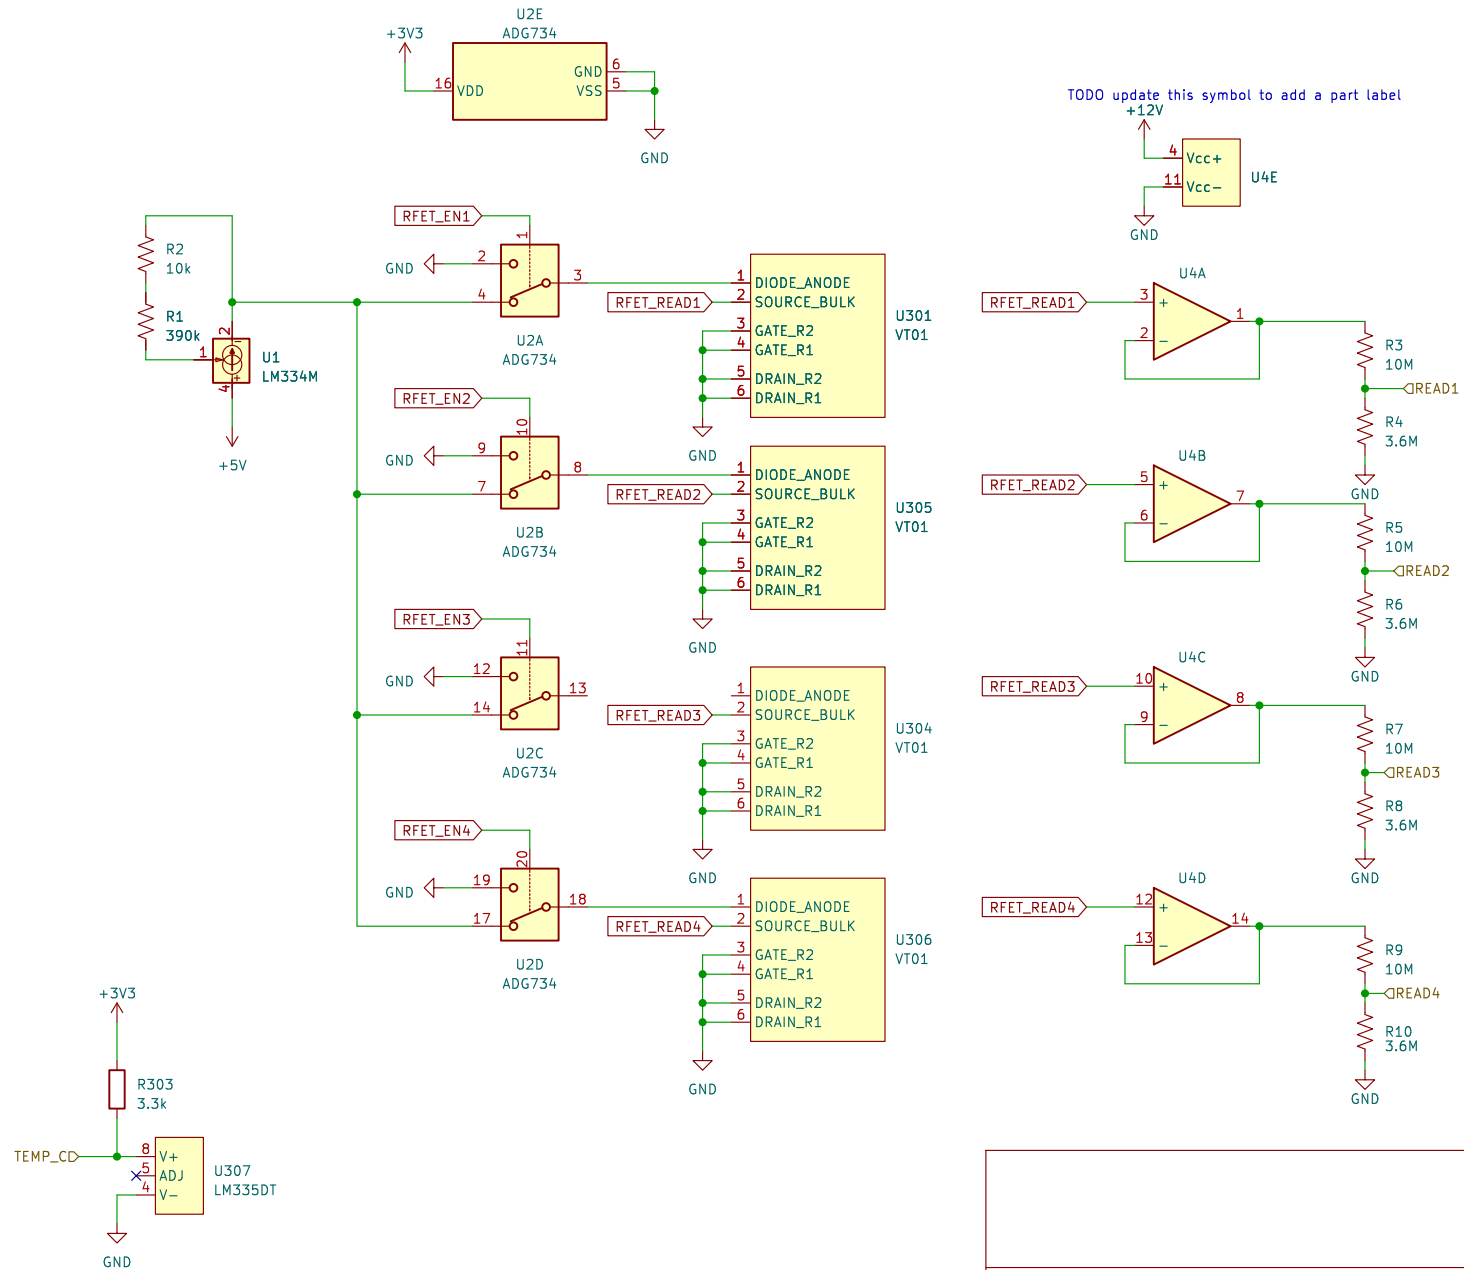 U2E
ADG734
+3V3
16
VDD
GND
6
VSS
5
GND
TODO update this symbol to add a part label
+12V
4
Vcc+
11
Vcc-
U4E
GND
R2
10k
R1
390k
1
2
-
+
4
U1
LM334M
+5V
RFET_EN1
1
GND
2
3
4
U2A
ADG734
RFET_EN2
10
GND
9
8
7
U2B
ADG734
RFET_EN3
11
GND
12
13
14
U2C
ADG734
RFET_EN4
20
GND
19
18
17
U2D
ADG734
RFET_READ1
1 DIODE_ANODE
2 SOURCE_BULK
3 GATE_R2
4 GATE_R1
5 DRAIN_R2
6 DRAIN_R1
U301
VT01
GND
RFET_READ2
1 DIODE_ANODE
2 SOURCE_BULK
3 GATE_R2
4 GATE_R1
5 DRAIN_R2
6 DRAIN_R1
U305
VT01
GND
RFET_READ3
1 DIODE_ANODE
2 SOURCE_BULK
3 GATE_R2
4 GATE_R1
5 DRAIN_R2
6 DRAIN_R1
U304
VT01
GND
RFET_READ4
1 DIODE_ANODE
2 SOURCE_BULK
3 GATE_R2
4 GATE_R1
5 DRAIN_R2
6 DRAIN_R1
U306
VT01
GND
U4A
RFET_READ1
3 +
2 -
1
R3
10M
READ1
R4
3.6M
GND
U4B
RFET_READ2
5 +
6 -
7
R5
10M
READ2
R6
3.6M
GND
U4C
RFET_READ3
10 +
9 -
8
R7
10M
READ3
R8
3.6M
GND
U4D
RFET_READ4
12 +
13 -
14
R9
10M
READ4
R10
3.6M
GND
+3V3
R303
3.3k
TEMP_C
8 V+
5 ADJ
4 V-
U307
LM335DT
GND